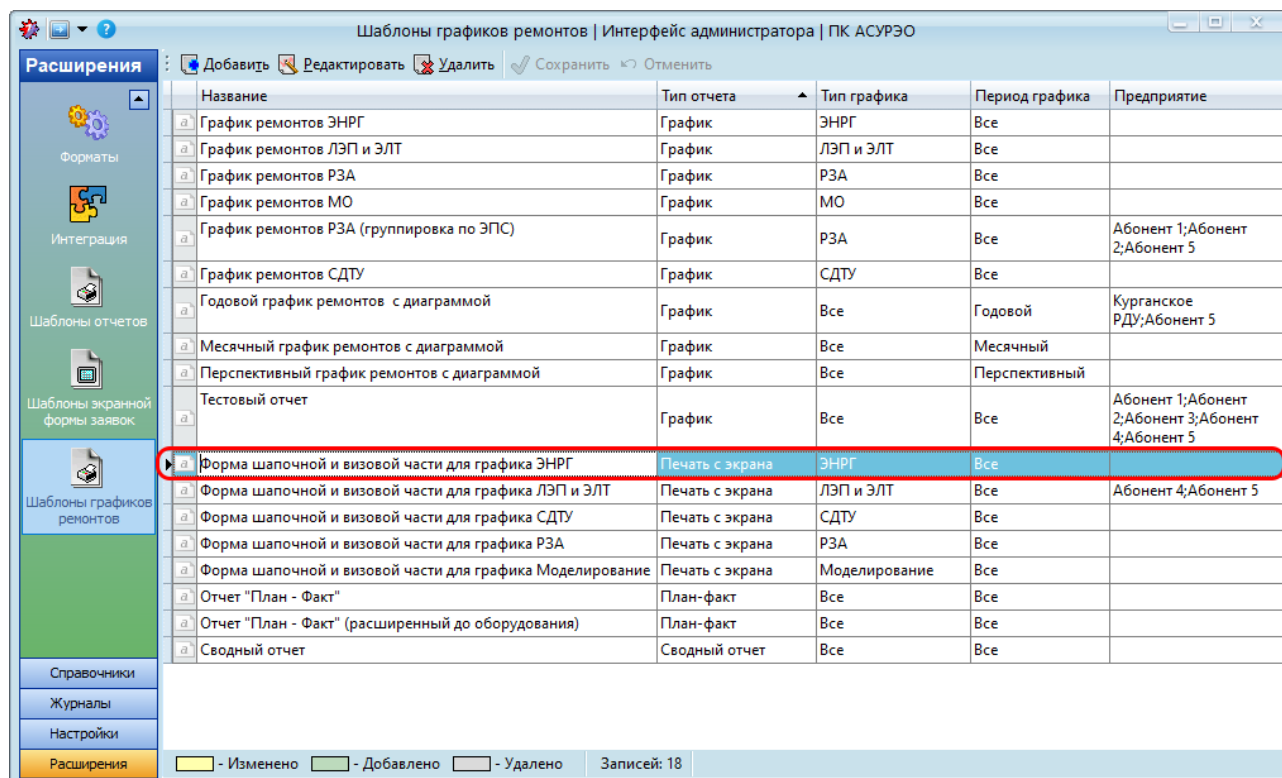 Шаблоны графиков ремонтов | Интерфейс администратора | ПК АСУРЭО
Расширения
Добавить Редактировать Удалить Сохранить Отменить
Форматы
Интеграция
Шаблоны отчетов
Шаблоны экранной
формы заявок
Шаблоны графиков
ремонтов
Справочники
Журналы
Настройки
Расширения
Название Тип отчета Тип графика Период графика Предприятие
График ремонтов ЭНРГ График ЭНРГ Все
График ремонтов ЛЭП и ЭЛТ График ЛЭП и ЭЛТ Все
График ремонтов РЗА График РЗА Все
График ремонтов МО График МО Все
График ремонтов РЗА (группировка по ЭПС) График РЗА Все Абонент 1;Абонент
2;Абонент 5
График ремонтов СДТУ График СДТУ Все
Годовой график ремонтов с диаграммой График Все Годовой Курганское
РДУ;Абонент 5
Месячный график ремонтов с диаграммой График Все Месячный
Перспективный график ремонтов с диаграммой График Все Перспективный
Тестовый отчет График Все Все Абонент 1;Абонент
2;Абонент 3;Абонент
4;Абонент 5
Форма шапочной и визовой части для графика ЭНРГ Печать с экрана ЭНРГ Все
Форма шапочной и визовой части для графика ЛЭП и ЭЛТ Печать с экрана ЛЭП и ЭЛТ Все Абонент 4;Абонент 5
Форма шапочной и визовой части для графика СДТУ Печать с экрана СДТУ Все
Форма шапочной и визовой части для графика РЗА Печать с экрана РЗА Все
Форма шапочной и визовой части для графика Моделирование Печать с экрана Моделирование Все
Отчет "План - Факт" План-факт Все Все
Отчет "План - Факт" (расширенный до оборудования) План-факт Все Все
Сводный отчет Сводный отчет Все Все
- Изменено - Добавлено - Удалено Записей: 18